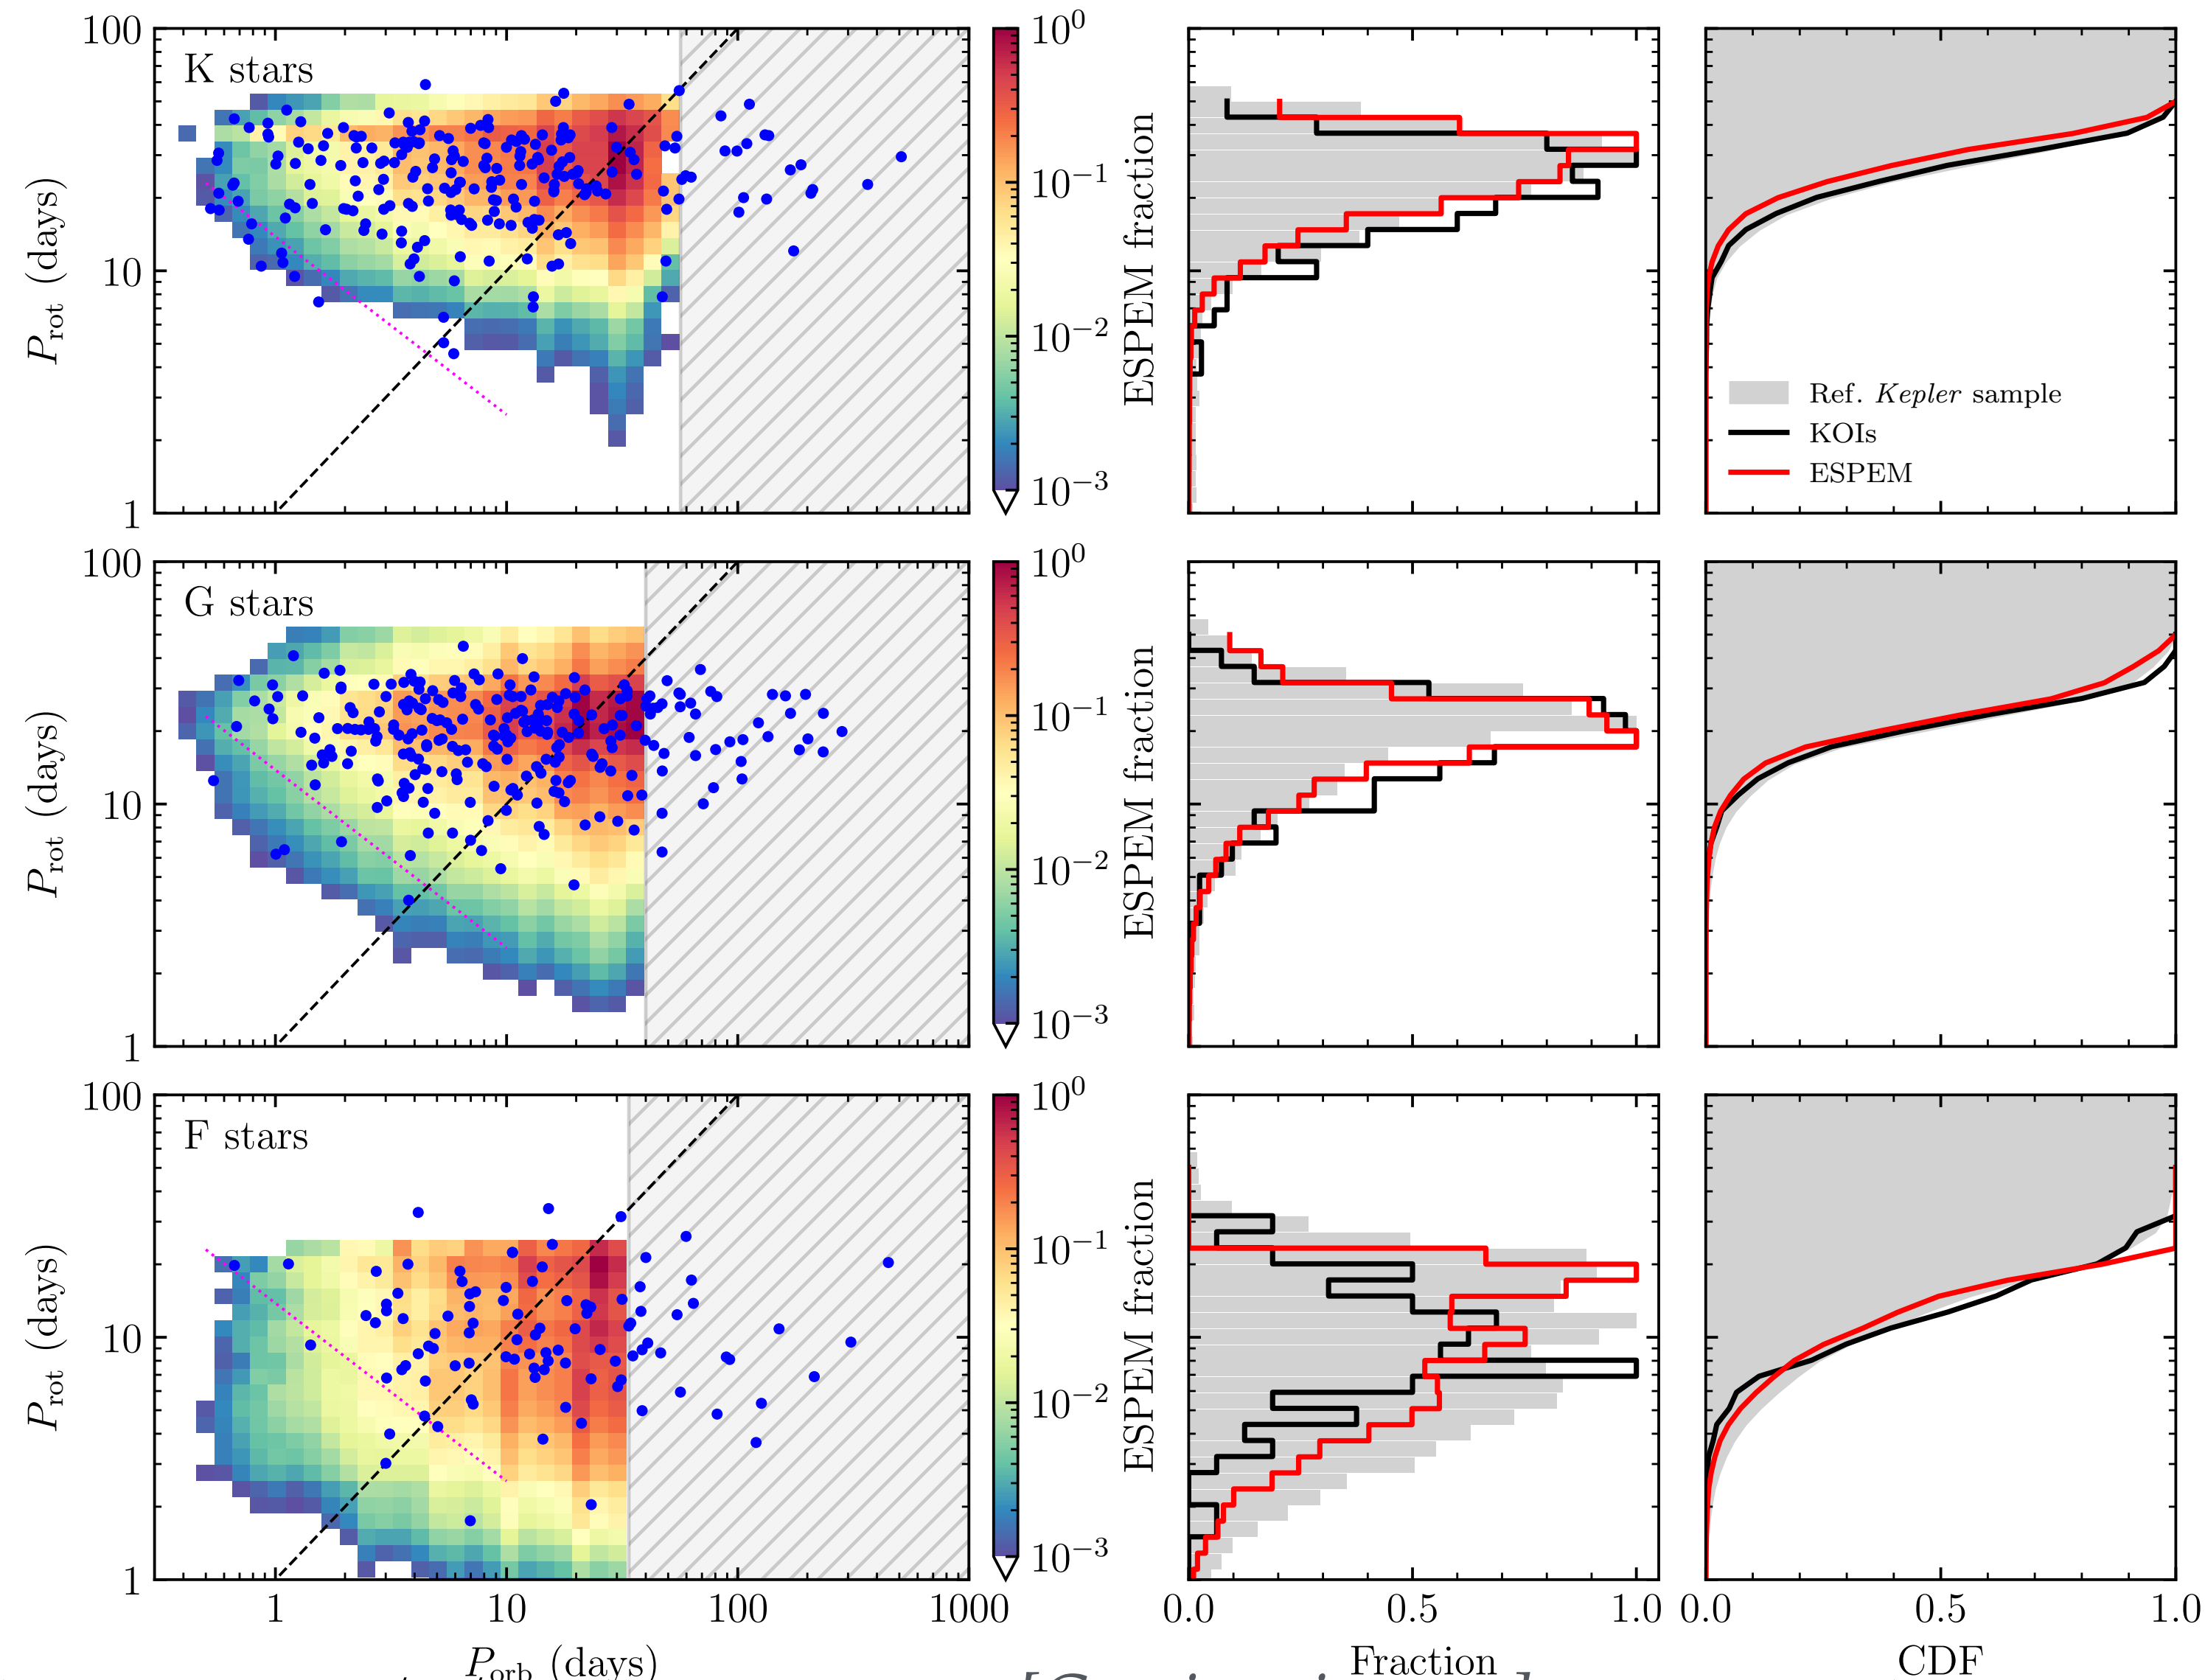 K stars
P_rot (days)
100
10
1
10^0
10^{-1}
10^{-2}
10^{-3}
ESPEM fraction
Ref. Kepler sample
KOIs
ESPEM
G stars
P_rot (days)
100
10
1
10^0
10^{-1}
10^{-2}
10^{-3}
ESPEM fraction
F stars
P_rot (days)
100
10
1
10^0
10^{-1}
10^{-2}
10^{-3}
ESPEM fraction
1 10 100 1000
P_orb (days)
0.0 0.5 1.0
Fraction
0.0 0.5 1.0
CDF